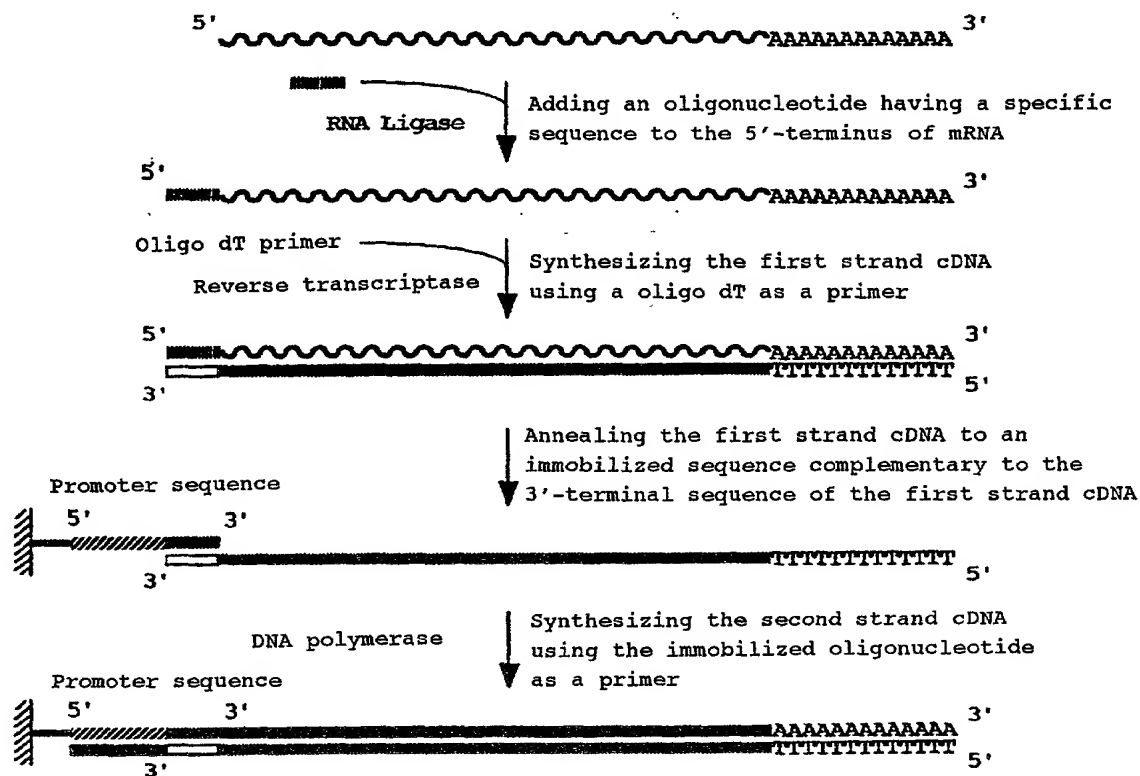 5' 3'
AAAAAAAAAAAAA
Adding an oligonucleotide having a specific
RNA Ligase
sequence to the 5'-terminus of mRNA
5' 3'
AAAAAAAAAAAAA
Oligo dT primer
Synthesizing the first strand cDNA
Reverse transcriptase
using a oligo dT as a primer
5' 3'
AAAAAAAAAAAAA
TTTTTTTTTTTTT
3' 5'
Annealing the first strand cDNA to an
immobilized sequence complementary to the
3'-terminal sequence of the first strand cDNA
Promoter sequence
5' 3'
TTTTTTTTTTTTT
3' 5'
Synthesizing the second strand cDNA
DNA polymerase
using the immobilized oligonucleotide
as a primer
Promoter sequence
5' 3' 3'
AAAAAAAAAAAAA
TTTTTTTTTTTTT
3' 5'